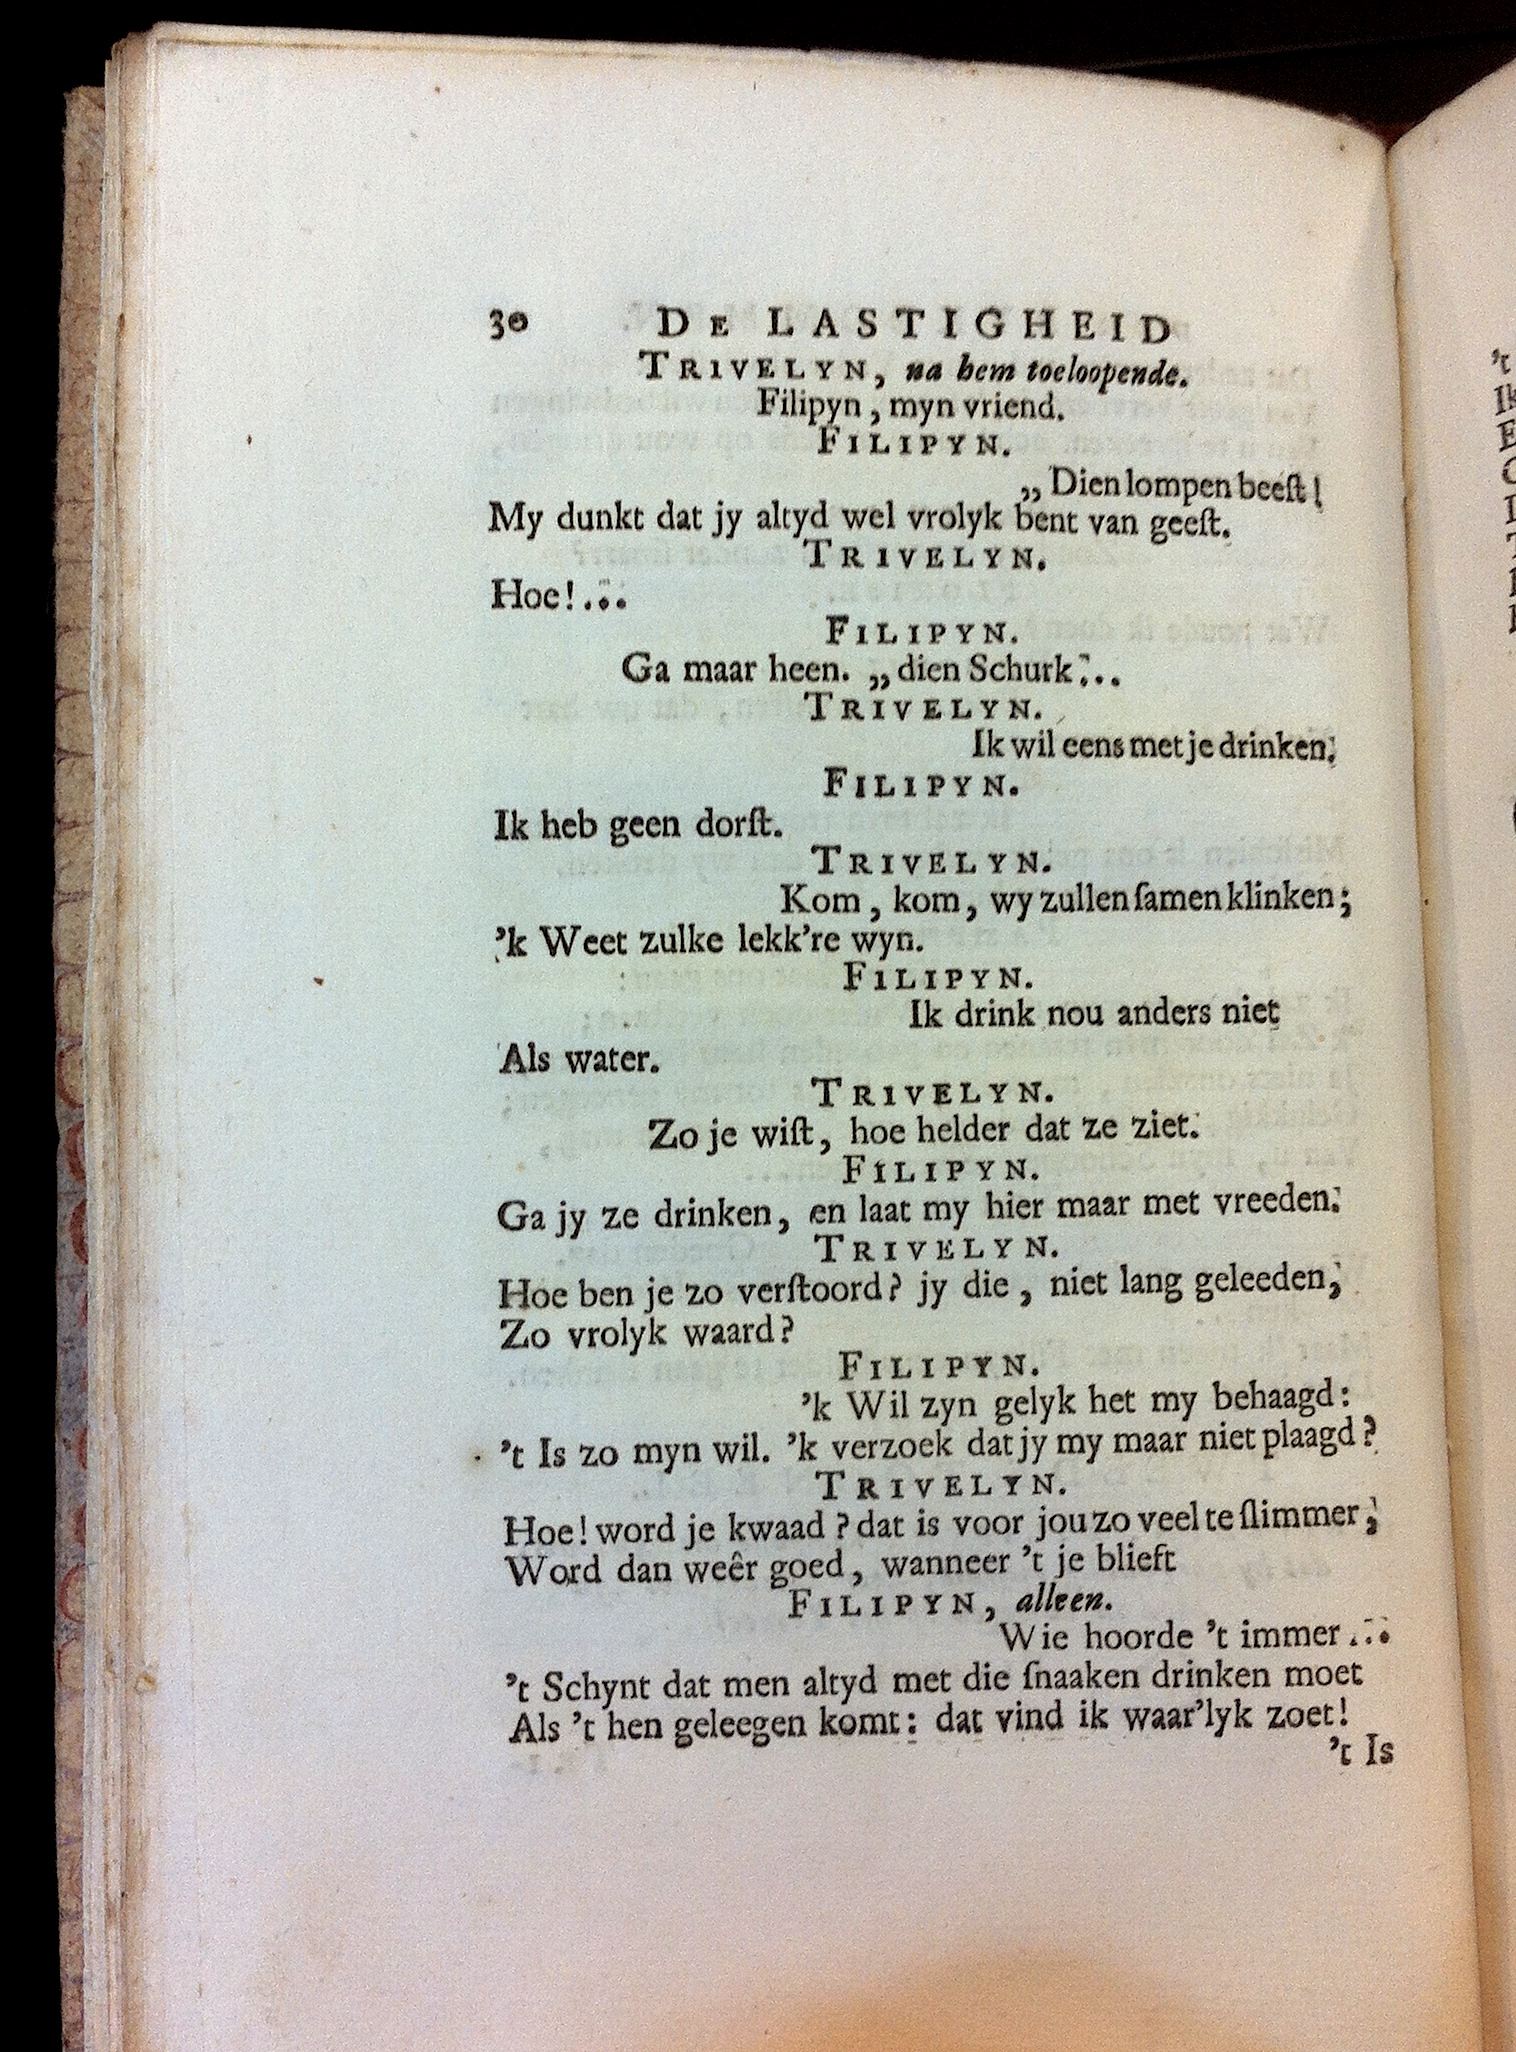 30 DE LASTIGHEID
TRIVELYN, na hem toeloopende.
Filipyn, myn vriend.
FILIPYN.
„ Dien lompen beeſt!
My dunkt dat jy altyd wel vrolyk bent van geeſt.
TRIVELYN.
Hoe!...
FILIPYN.
Ga maar heen. „ dien Schurk...
TRIVELYN.
Ik wil eens met je drinken.
FILIPYN.
Ik heb geen dorſt.
TRIVELYN.
Kom, kom, wy zullen ſamen klinken;
'k Weet zulke lekk're wyn.
FILIPYN.
Ik drink nou anders niet
Als water.
TRIVELYN.
Zo je wiſt, hoe helder dat ze ziet.
FILIPYN.
Ga jy ze drinken, en laat my hier maar met vreeden.
TRIVELYN.
Hoe ben je zo verſtoord? jy die, niet lang geleeden,
Zo vrolyk waard?
FILIPYN.
'k Wil zyn gelyk het my behaagd:
't Is zo myn wil. 'k verzoek dat jy my maar niet plaagd?
TRIVELYN.
Hoe! word je kwaad? dat is voor jou zo veel te ſlimmer;
Word dan weêr goed, wanneer 't je blieft
FILIPYN, alleen.
Wie hoorde 't immer...
't Schynt dat men altyd met die ſnaaken drinken moet
Als 't hen geleegen komt: dat vind ik waar'lyk zoet!
't Is